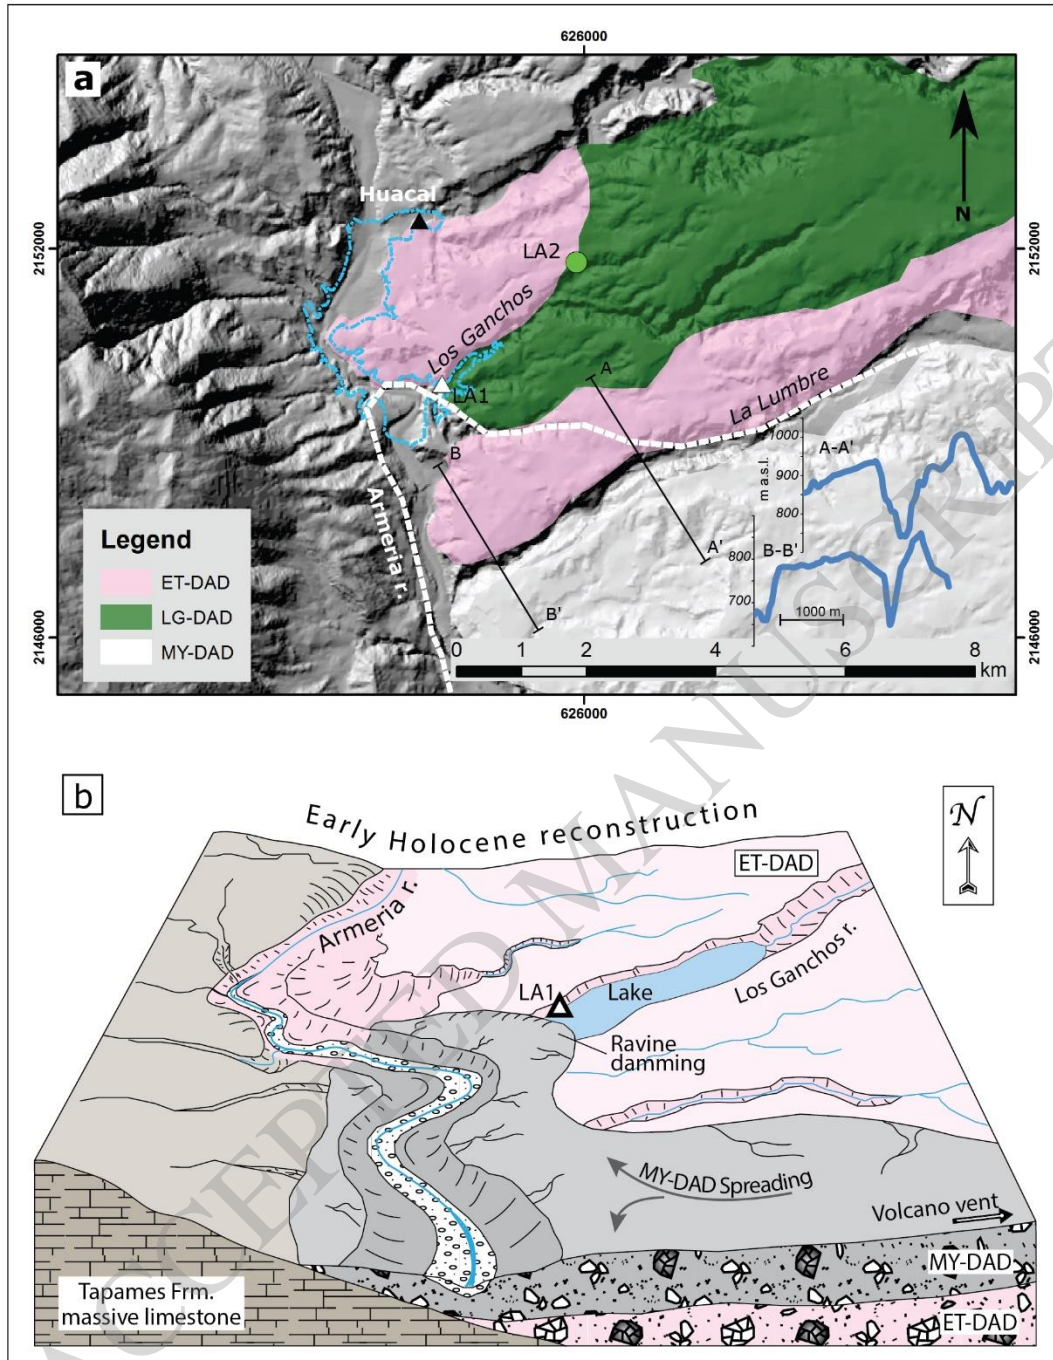 626000
a
Huacal
N
2152000
2152000
LA2
Los Ganchos
A
LA1
La Lumbre
B
1000
A-A'
m a.s.l.
900
800
Armeria r.
Legend
ET-DAD
LG-DAD
MY-DAD
A'
800
B-B'
700
1000 m
B'
2146000
2146000
0 1 2 4 6 8
km
626000
ACCEPTED MANUSCRIPT
b
Early Holocene reconstruction
N
ET-DAD
Armeria r.
LA1
Lake
Los Ganchos r.
Ravine
damming
MY-DAD Spreading
Volcano vent
MY-DAD
Tapames Frm.
massive limestone
ET-DAD